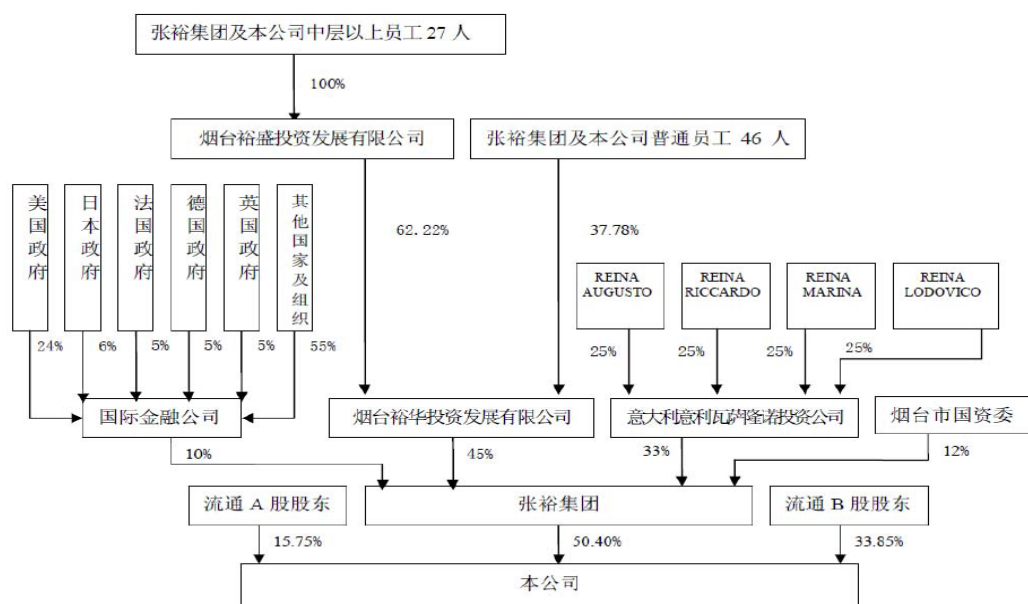 张裕集团及本公司中层以上员工 27 人
100%
烟台裕盛投资发展有限公司
张裕集团及本公司普通员工 46 人
美国政府
日本政府
法国政府
德国政府
英国政府
其他国家及组织
62.22%
37.78%
REINA
AUGUSTO
REINA
RICCARDO
REINA
MARINA
REINA
LODOVICO
24%
6%
5%
5%
5%
55%
25%
25%
25%
25%
国际金融公司
烟台裕华投资发展有限公司
意大利意利瓦萨隆诺投资公司
烟台市国资委
10%
45%
33%
12%
流通 A 股股东
张裕集团
流通 B 股股东
15.75%
50.40%
33.85%
本公司